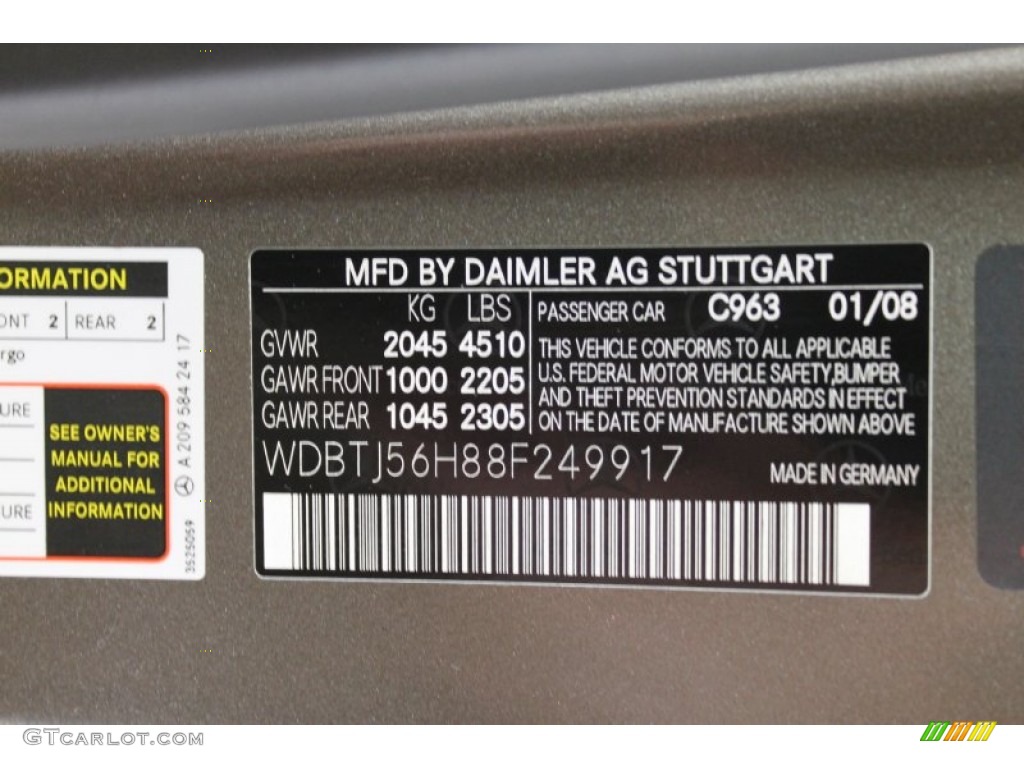 ORMATION
ONT 2 REAR 2
rgo
URE
SEE OWNER'S
MANUAL FOR
ADDITIONAL
INFORMATION
URE
A 209 584 24 17
3525059
MFD BY DAIMLER AG STUTTGART
KG LBS
GVWR 2045 4510
GAWR FRONT 1000 2205
GAWR REAR 1045 2305
PASSENGER CAR C963 01/08
THIS VEHICLE CONFORMS TO ALL APPLICABLE
U.S. FEDERAL MOTOR VEHICLE SAFETY,BUMPER
AND THEFT PREVENTION STANDARDS IN EFFECT
ON THE DATE OF MANUFACTURE SHOWN ABOVE
WDBTJ56H88F249917
MADE IN GERMANY
GTCARLOT.COM